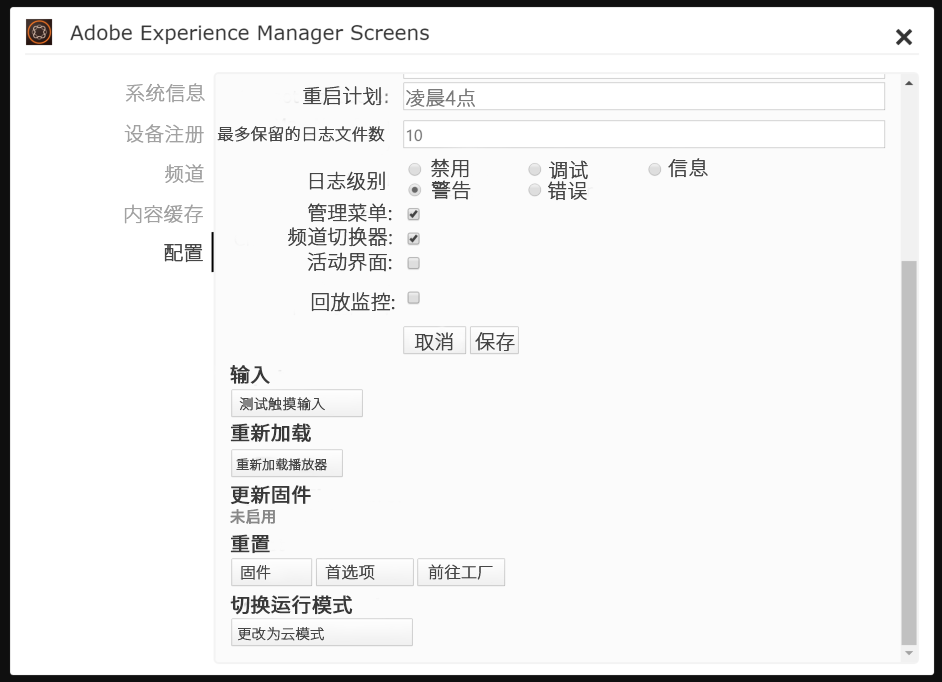 Adobe Experience Manager Screens
系统信息
设备注册
频道
内容缓存
配置
重启计划: 凌晨4点
最多保留的日志文件数 10
日志级别 禁用 调试 信息
警告 错误
管理菜单:
频道切换器:
活动界面:
回放监控:
取消 保存
输入
测试触摸输入
重新加载
重新加载播放器
更新固件
未启用
重置
固件 首选项 前往工厂
切换运行模式
更改为云模式